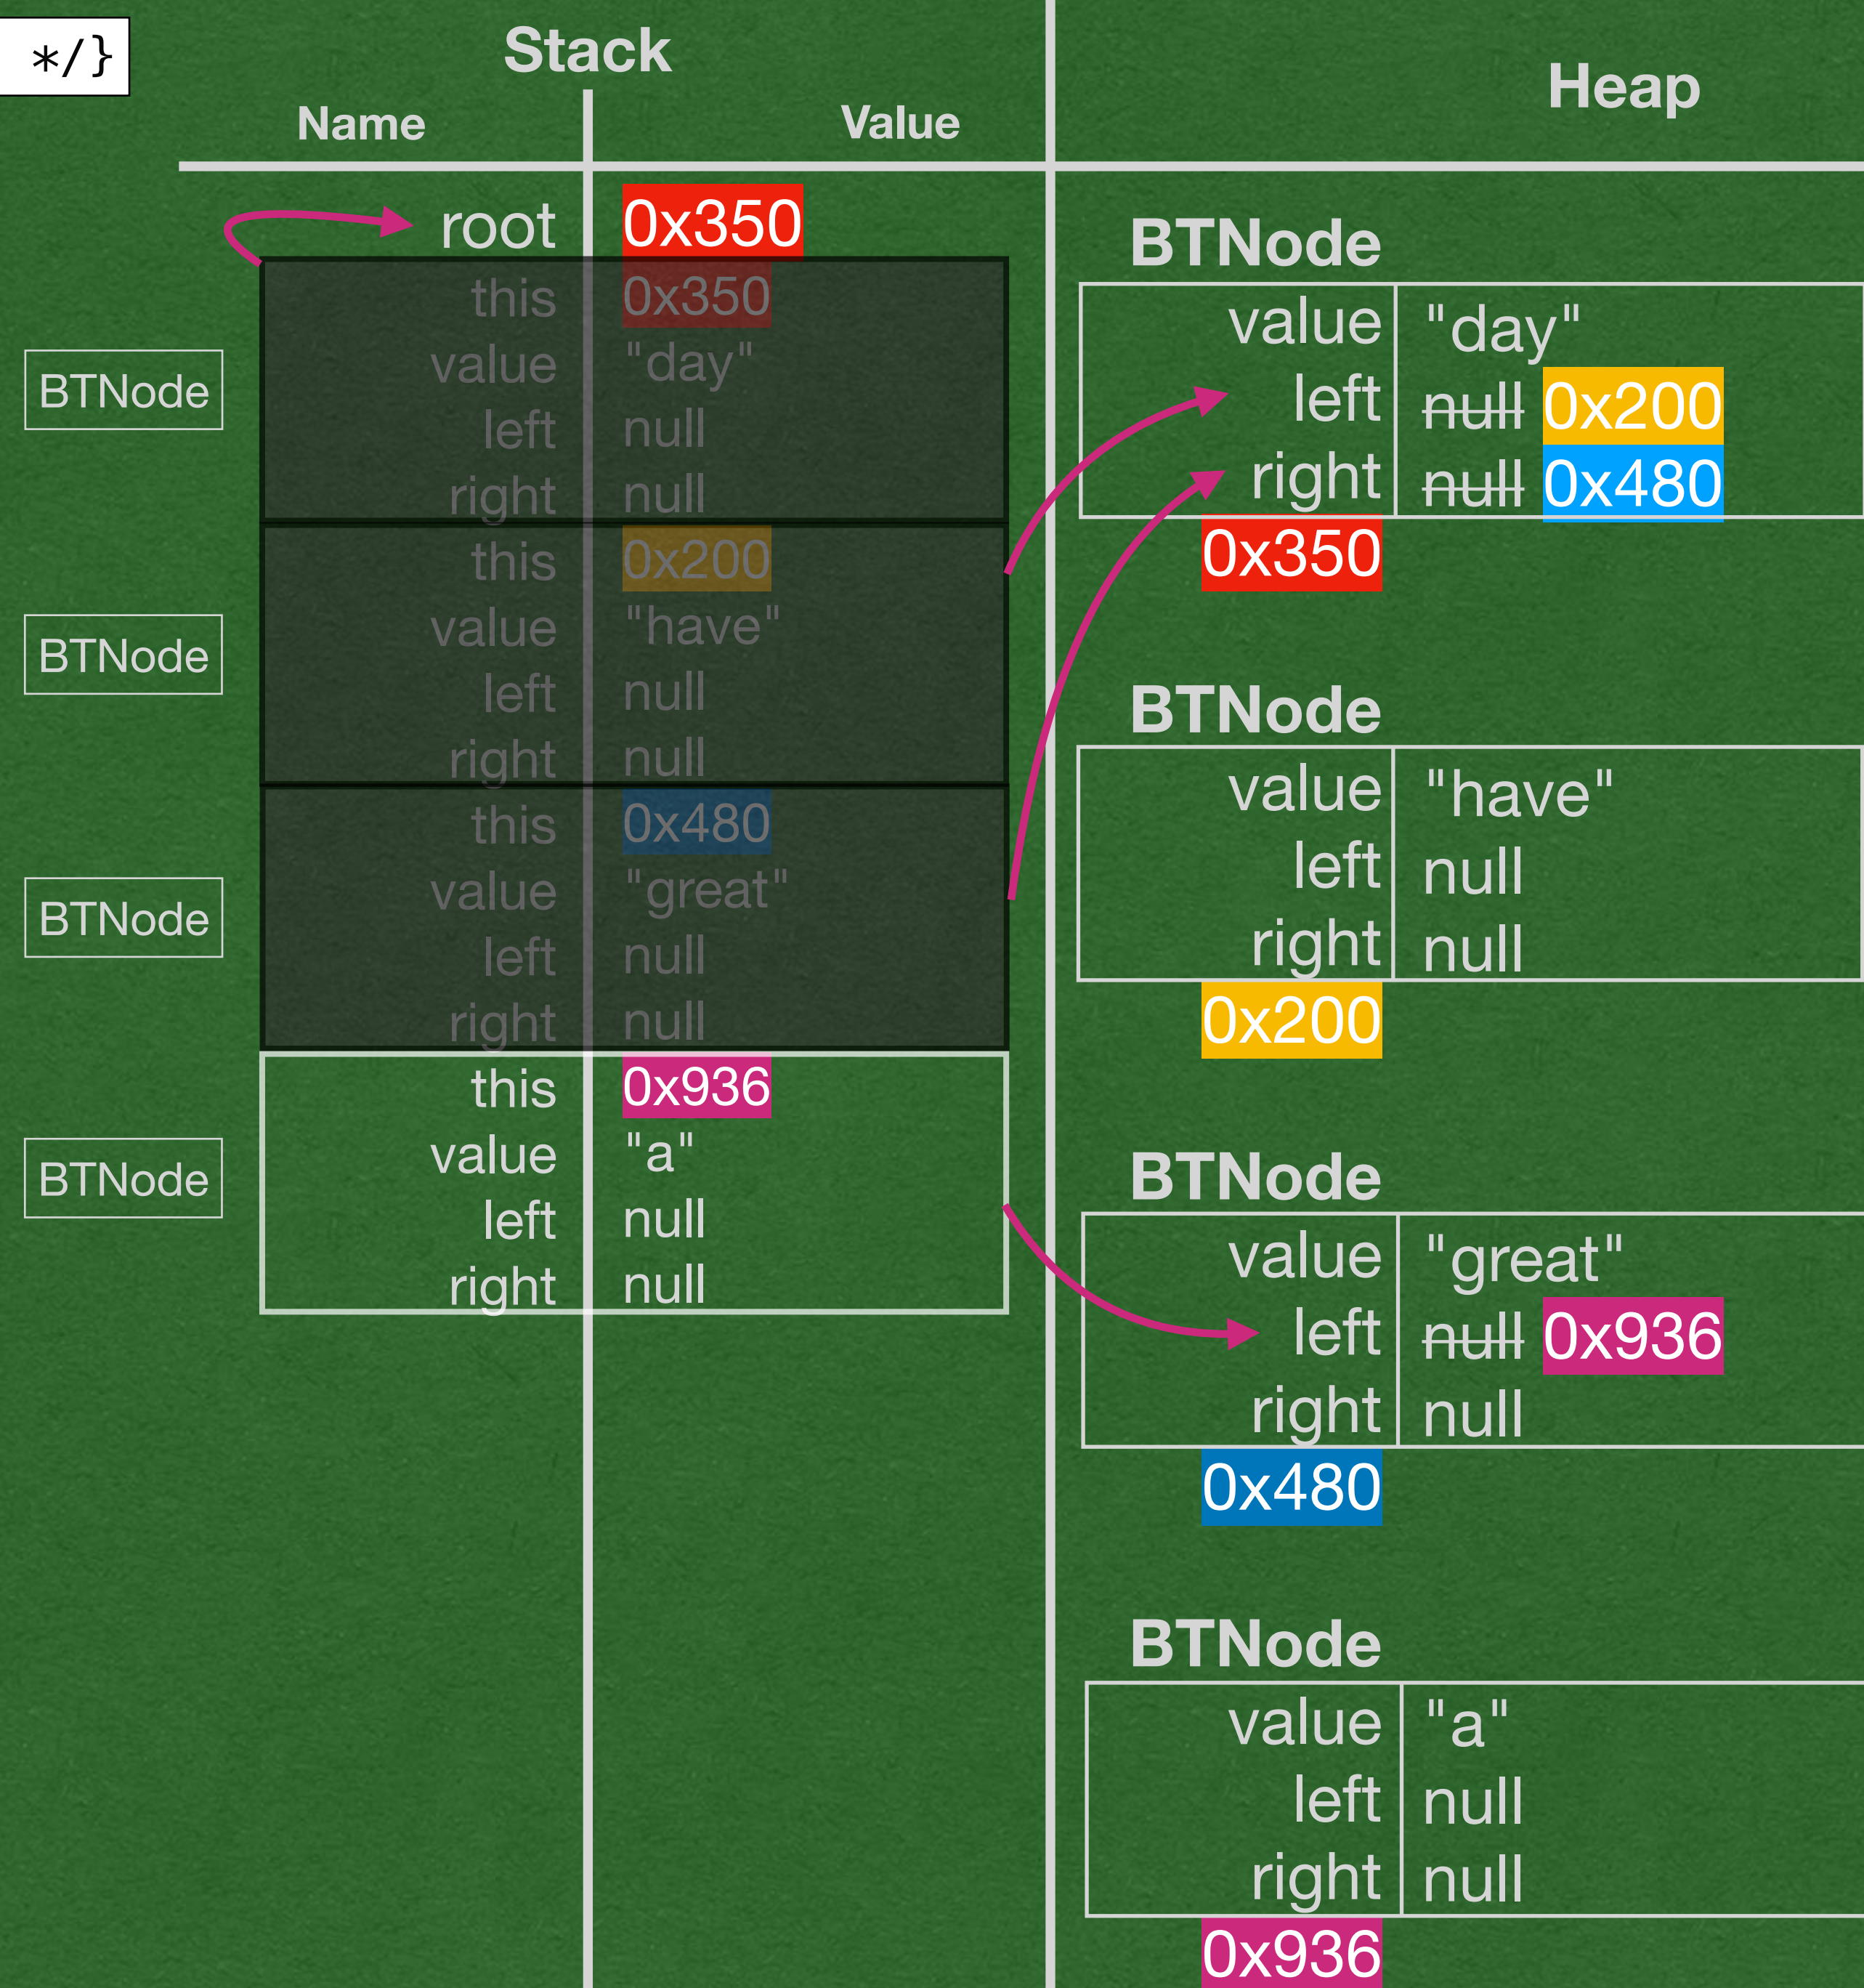 */}
Stack
Heap
Name Value
root 0x350
BTNode
this 0x350
value "day"
left null
right null
BTNode
this 0x200
value "have"
left null
right null
BTNode
this 0x480
value "great"
left null
right null
BTNode
this 0x936
value "a"
left null
right null
BTNode
value "day"
left null 0x200
right null 0x480
0x350
BTNode
value "have"
left null
right null
0x200
BTNode
value "great"
left null 0x936
right null
0x480
BTNode
value "a"
left null
right null
0x936